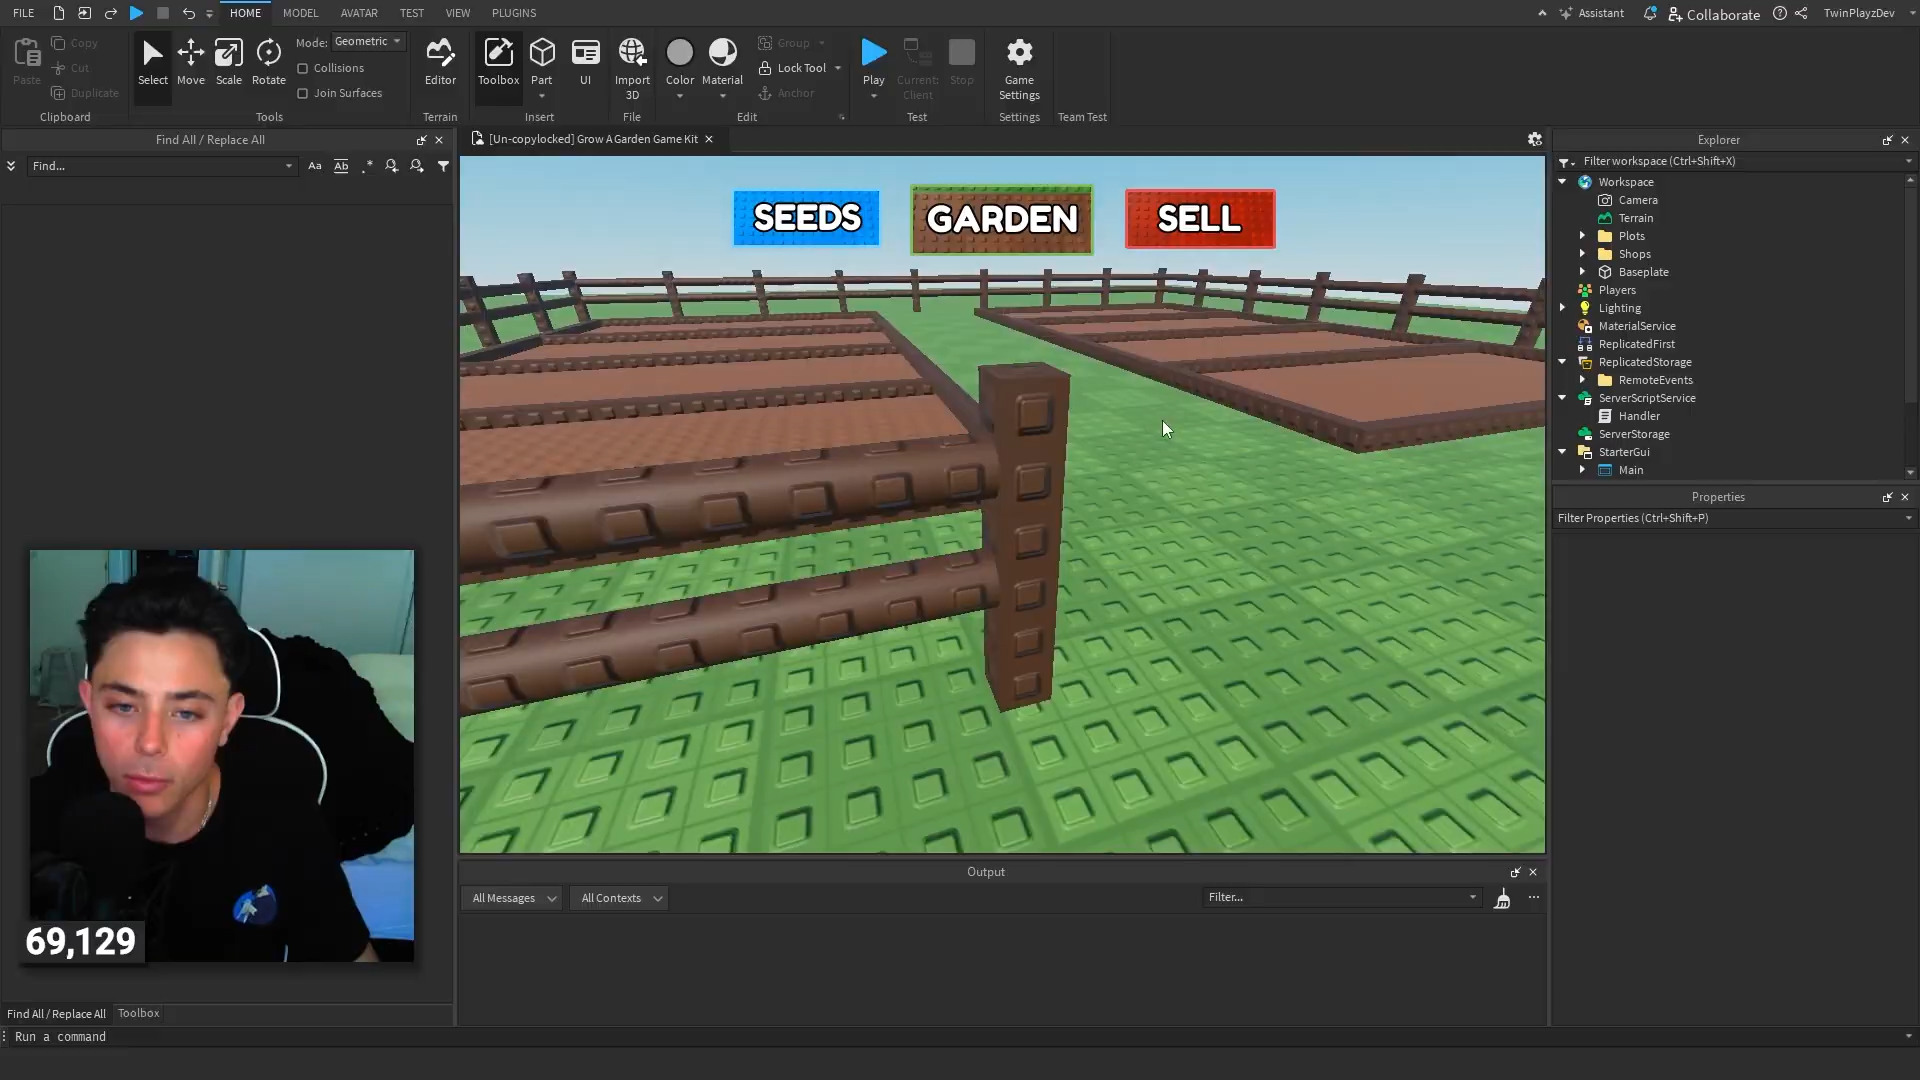 FILE
HOME
MODEL
AVATAR
TEST
VIEW
PLUGINS
Assistant
Collaborate
TwinPlayzDev
Paste
Copy
Cut
Duplicate
Clipboard
Select
Move
Scale
Rotate
Mode:
Geometric
Collisions
Join Surfaces
Tools
Editor
Terrain
Toolbox
Part
UI
Insert
Import
3D
File
Color
Material
Group
Lock Tool
Anchor
Edit
Play
Current:
Client
Stop
Test
Game
Settings
Settings
Team Test
Find All / Replace All
Find...
Aa
Ab
.*
[Un-copylocked] Grow A Garden Game Kit
SEEDS
GARDEN
SELL
Explorer
Filter workspace (Ctrl+Shift+X)
Workspace
Camera
Terrain
Plots
Shops
Baseplate
Players
Lighting
MaterialService
ReplicatedFirst
ReplicatedStorage
RemoteEvents
ServerScriptService
Handler
ServerStorage
StarterGui
Main
Properties
Filter Properties (Ctrl+Shift+P)
69,129
Output
All Messages
All Contexts
Filter...
Find All / Replace All
Toolbox
Run a command